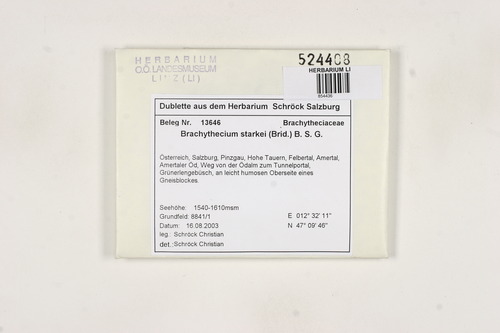 HERBARIUM
O.Ö. LANDESMUSEUM
LINZ (LI)
524408
HERBARIUM LI
Dublette aus dem Herbarium Schröck Salzburg
Beleg Nr. 13646 Brachytheciaceae
Brachythecium starkei (Brid.) B. S. G.
Österreich, Salzburg, Pinzgau, Hohe Tauern, Felbertal, Amertal,
Amertaler Öd, Weg von der Ödalm zum Tunnelportal,
Grünerlengebüsch, an leicht humosen Oberseite eines
Gneisblockes.
Seehöhe: 1540-1610msm
Grundfeld: 8841/1 E 012° 32' 11"
Datum: 16.08.2003 N 47° 09' 46"
leg.: Schröck Christian
det.: Schröck Christian